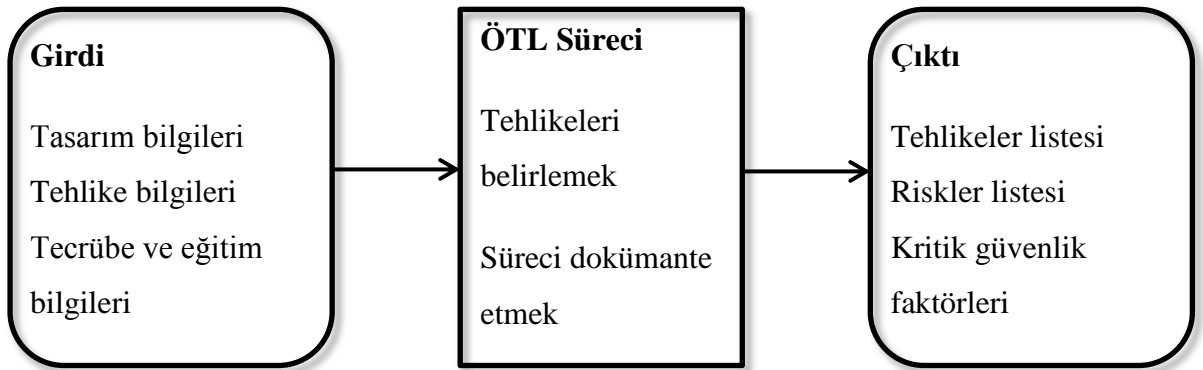 Girdi
Tasarım bilgileri
Tehlike bilgileri
Tecrübe ve eğitim
bilgileri
ÖTL Süreci
Tehlikeleri
belirlemek
Süreci dokümante
etmek
Çıktı
Tehlikeler listesi
Riskler listesi
Kritik güvenlik
faktörleri